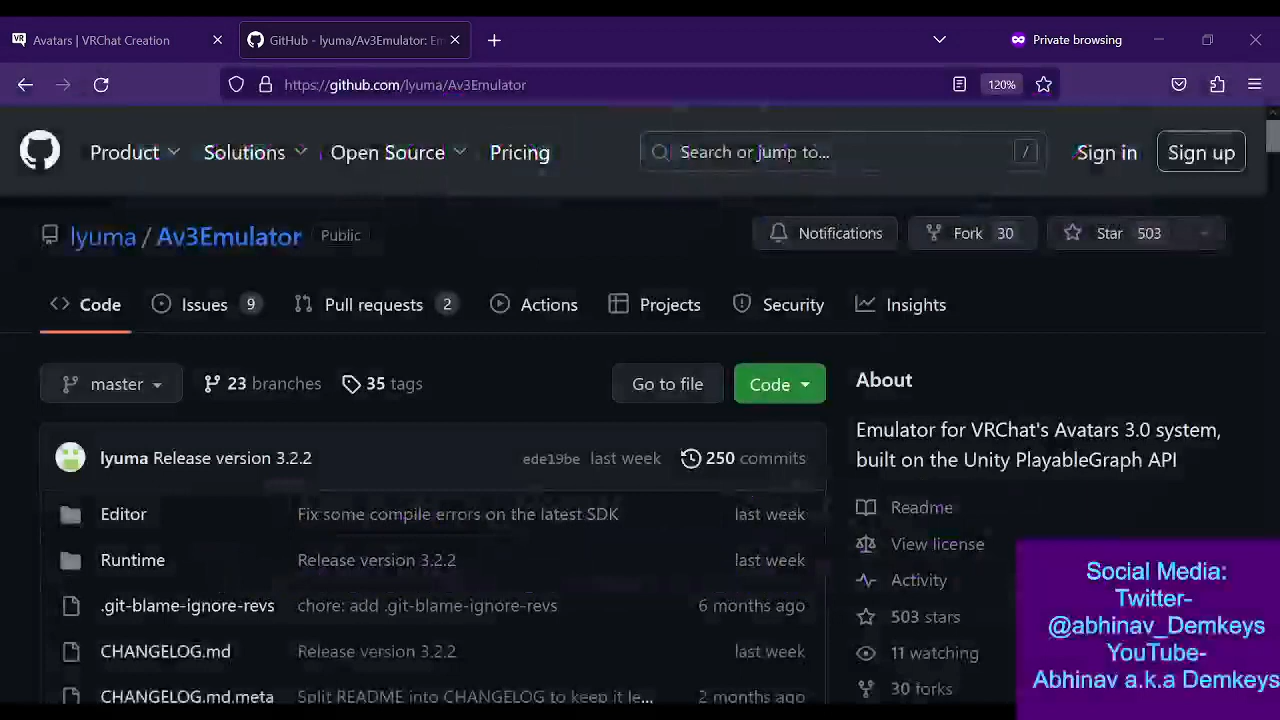 Avatars | VRChat Creation
GitHub - lyuma/Av3Emulator: Em
Private browsing
https://github.com/lyuma/Av3Emulator
120%
Product
Solutions
Open Source
Pricing
Search or jump to...
/
Sign in
Sign up
lyuma / Av3Emulator
Public
Notifications
Fork 30
Star 503
Code
Issues 9
Pull requests 2
Actions
Projects
Security
Insights
master
23 branches
35 tags
Go to file
Code
About
Emulator for VRChat's Avatars 3.0 system,
built on the Unity PlayableGraph API
lyuma Release version 3.2.2
ede19be last week
250 commits
Editor
Fix some compile errors on the latest SDK
last week
Runtime
Release version 3.2.2
last week
.git-blame-ignore-revs
chore: add .git-blame-ignore-revs
6 months ago
CHANGELOG.md
Release version 3.2.2
last week
CHANGELOG.md.meta
Split README into CHANGELOG to keep it le...
2 months ago
Readme
View license
Activity
503 stars
11 watching
30 forks
Social Media:
Twitter-
@abhinav_Demkeys
YouTube-
Abhinav a.k.a Demkeys